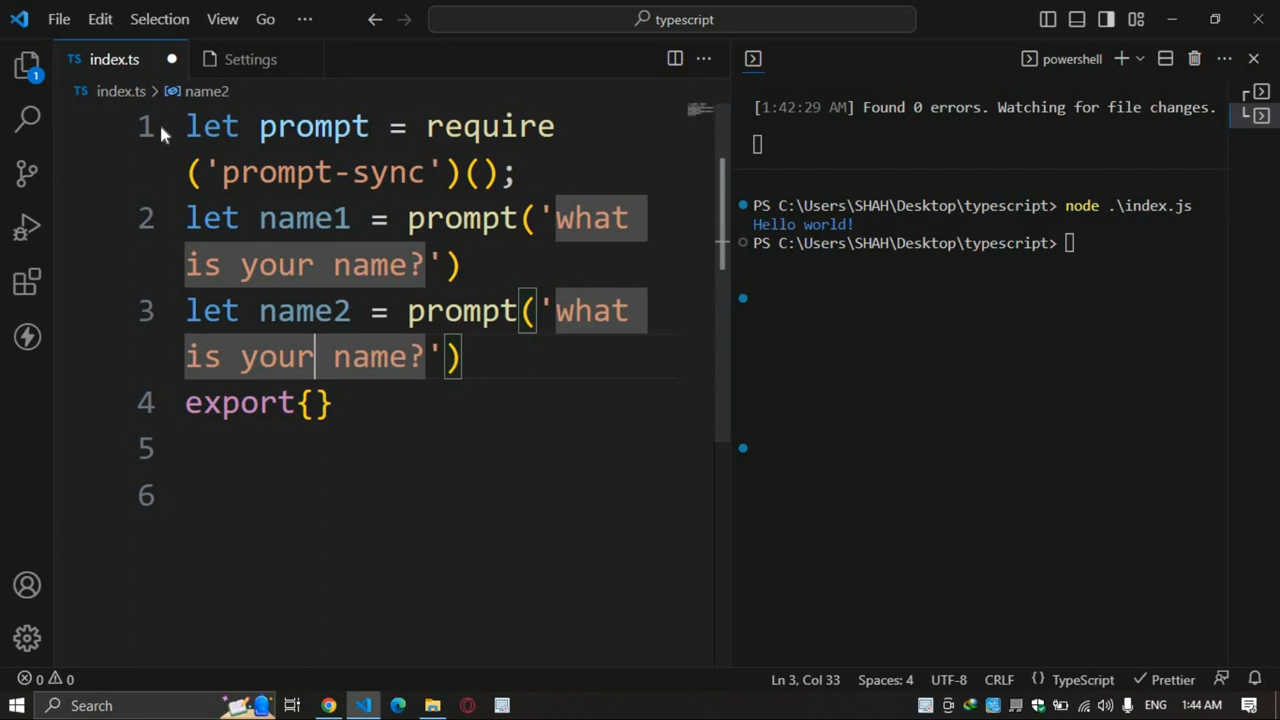 File Edit Selection View Go ··· typescript
TS index.ts Settings ···
TS index.ts > name2
1 let prompt = require
('prompt-sync')();
2 let name1 = prompt('what
is your name?')
3 let name2 = prompt('what
is your name?')
4 export{}
5
6
1
powershell
[1:42:29 AM] Found 0 errors. Watching for file changes.
PS C:\Users\SHAH\Desktop\typescript> node .\index.js
Hello world!
PS C:\Users\SHAH\Desktop\typescript>
0 0 Ln 3, Col 33 Spaces: 4 UTF-8 CRLF {} TypeScript Prettier
Search ENG 1:44 AM